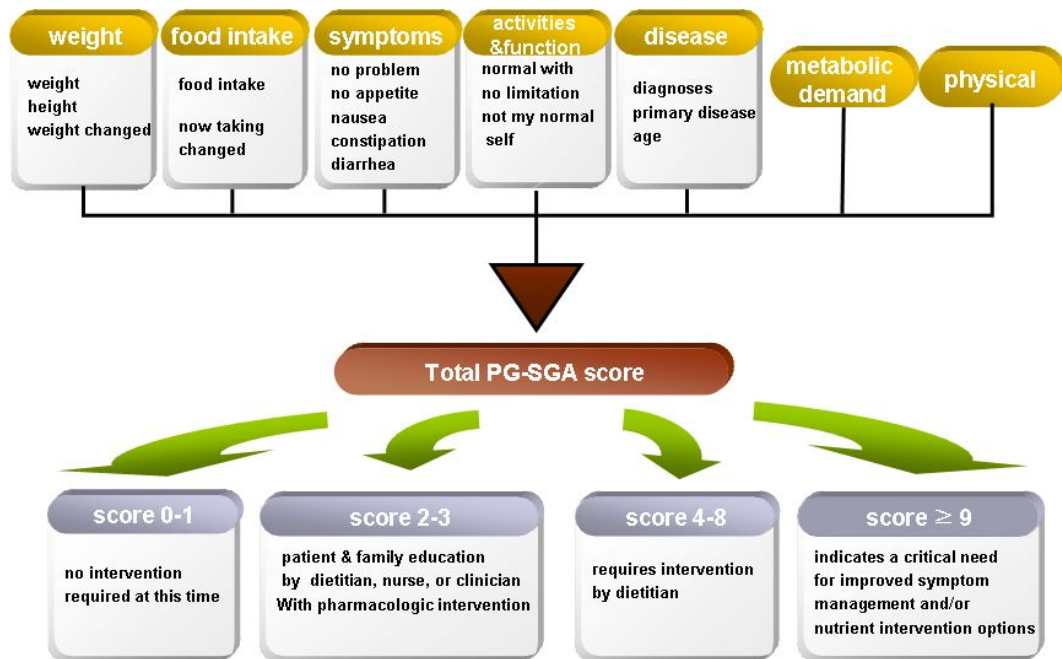 weight
weight
height
weight changed
food intake
food intake
now taking
changed
symptoms
no problem
no appetite
nausea
constipation
diarrhea
activities
&function
normal with
no limitation
not my normal
self
disease
diagnoses
primary disease
age
metabolic
demand
physical
Total PG-SGA score
score 0-1
no intervention
required at this time
score 2-3
patient & family education
by dietitian, nurse, or clinician
With pharmacologic intervention
score 4-8
requires intervention
by dietitian
score ≥ 9
indicates a critical need
for improved symptom
management and/or
nutrient intervention options